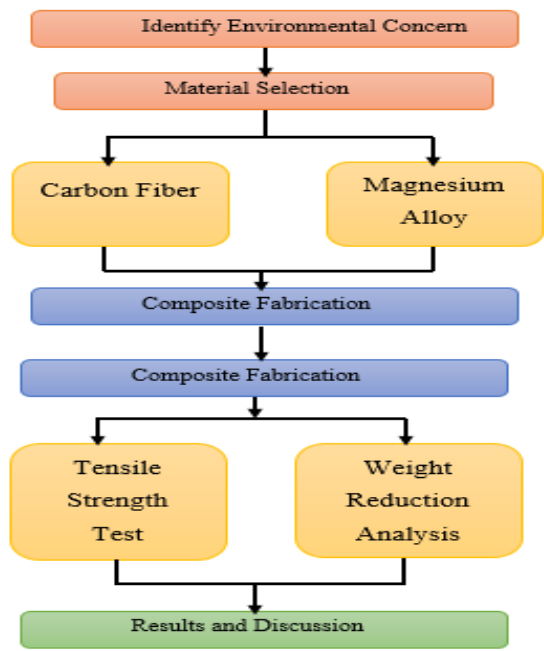 Identify Environmental Concern
Material Selection
Carbon Fiber
Magnesium
Alloy
Composite Fabrication
Composite Fabrication
Tensile
Strength
Test
Weight
Reduction
Analysis
Results and Discussion